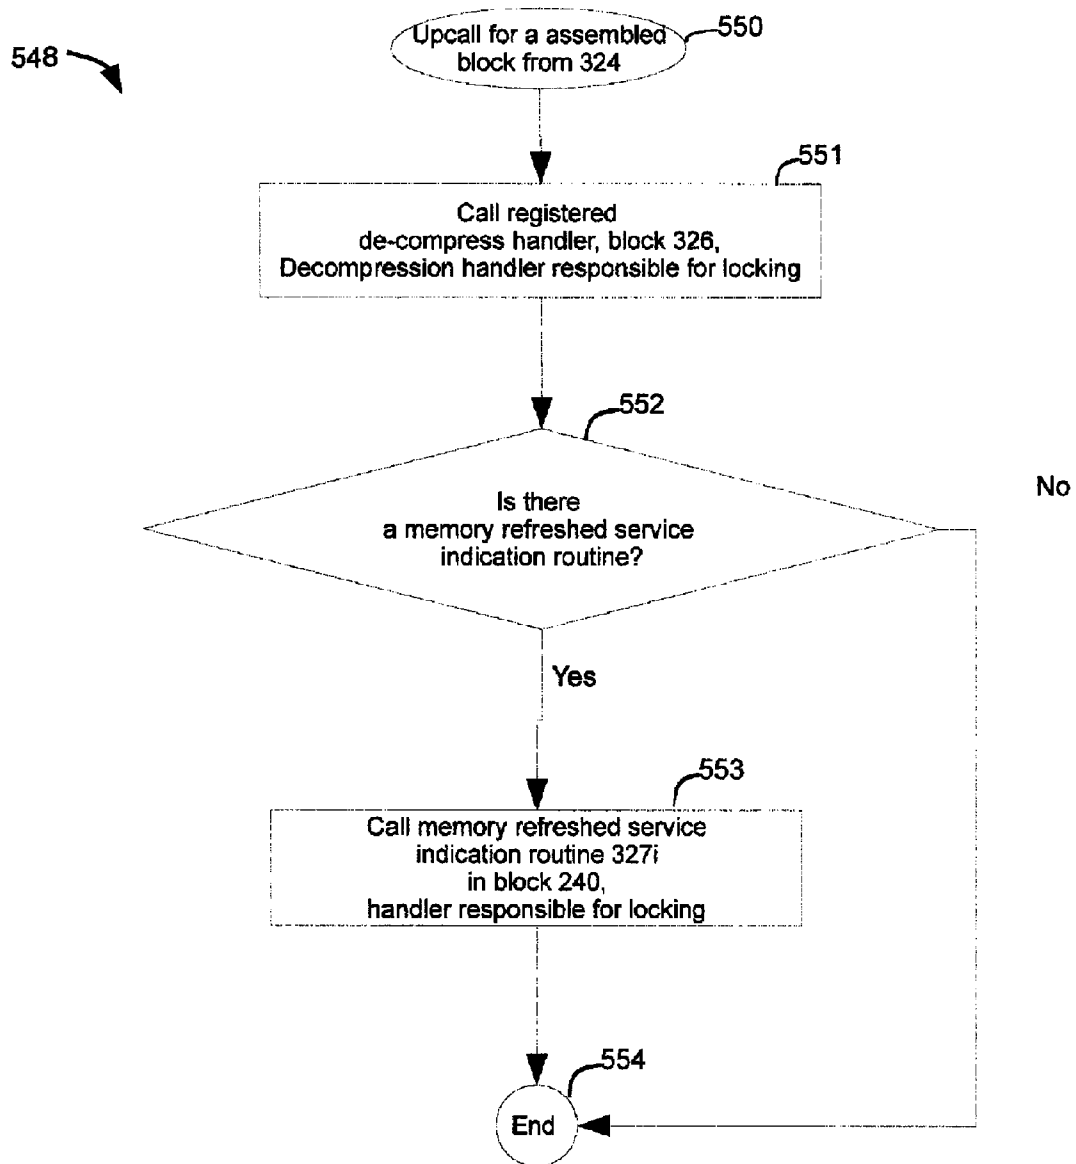 548
Upcall for a assembled
block from 324
550
551
Call registered
de-compress handler, block 326,
Decompression handler responsible for locking
552
Is there
a memory refreshed service
indication routine?
No
Yes
553
Call memory refreshed service
indication routine 327i
in block 240,
handler responsible for locking
554
End